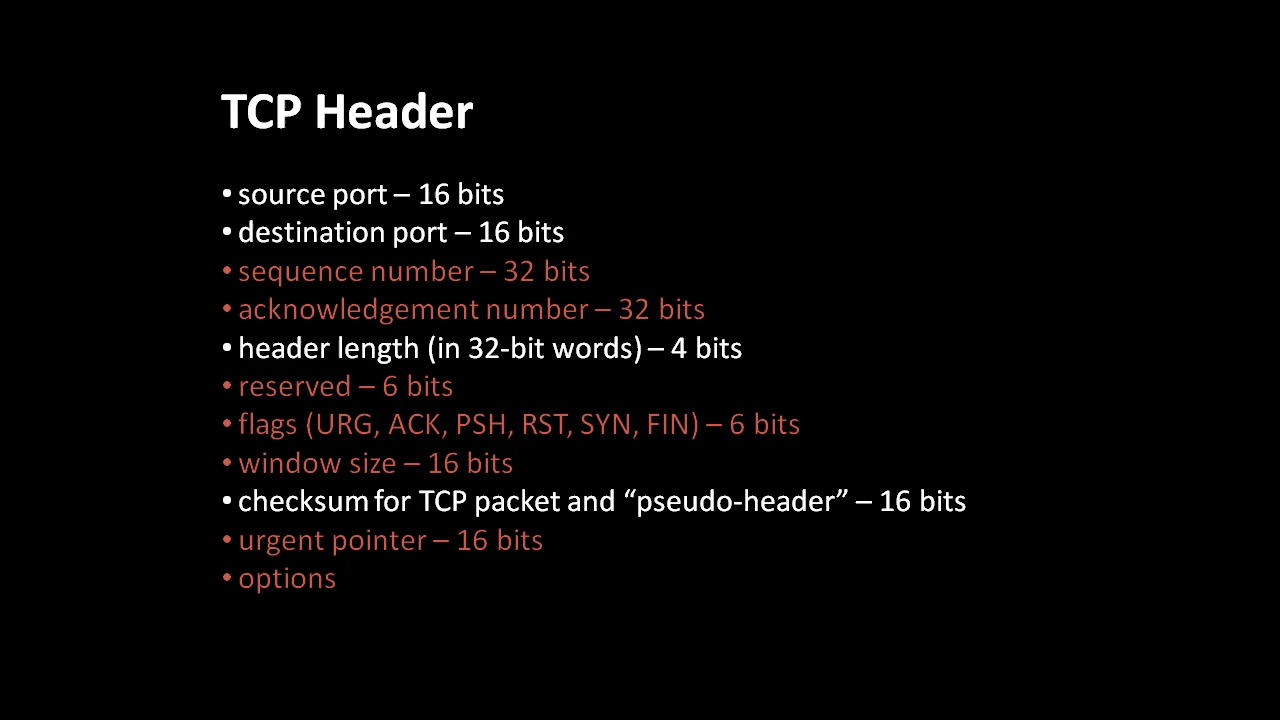 TCP Header
• source port – 16 bits
• destination port – 16 bits
• sequence number – 32 bits
• acknowledgement number – 32 bits
• header length (in 32-bit words) – 4 bits
• reserved – 6 bits
• flags (URG, ACK, PSH, RST, SYN, FIN) – 6 bits
• window size – 16 bits
• checksum for TCP packet and “pseudo-header” – 16 bits
• urgent pointer – 16 bits
• options